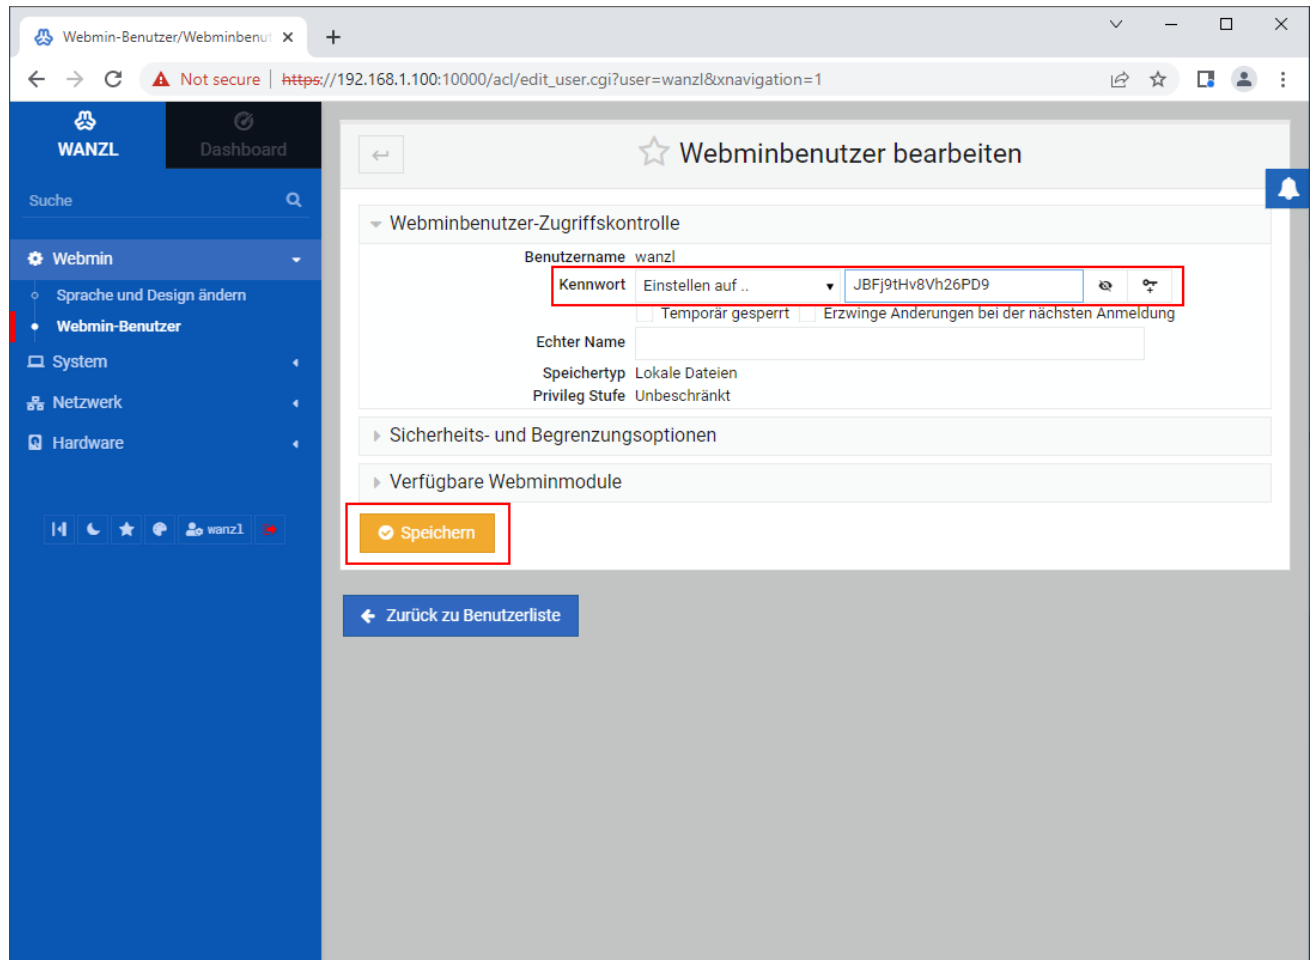 Webmin-Benutzer/Webminbenut
Not secure | https://192.168.1.100:10000/acl/edit_user.cgi?user=wanzl&xnavigation=1
WANZL
Dashboard
Suche
Webmin
Sprache und Design ändern
Webmin-Benutzer
System
Netzwerk
Hardware
wanzl
Webminbenutzer bearbeiten
Webminbenutzer-Zugriffskontrolle
Benutzername wanzl
Kennwort Einstellen auf .. JBFj9tHv8Vh26PD9
Temporär gesperrt Erzwinge Änderungen bei der nächsten Anmeldung
Echter Name
Speichertyp Lokale Dateien
Privileg Stufe Unbeschränkt
Sicherheits- und Begrenzungsoptionen
Verfügbare Webminmodule
Speichern
Zurück zu Benutzerliste